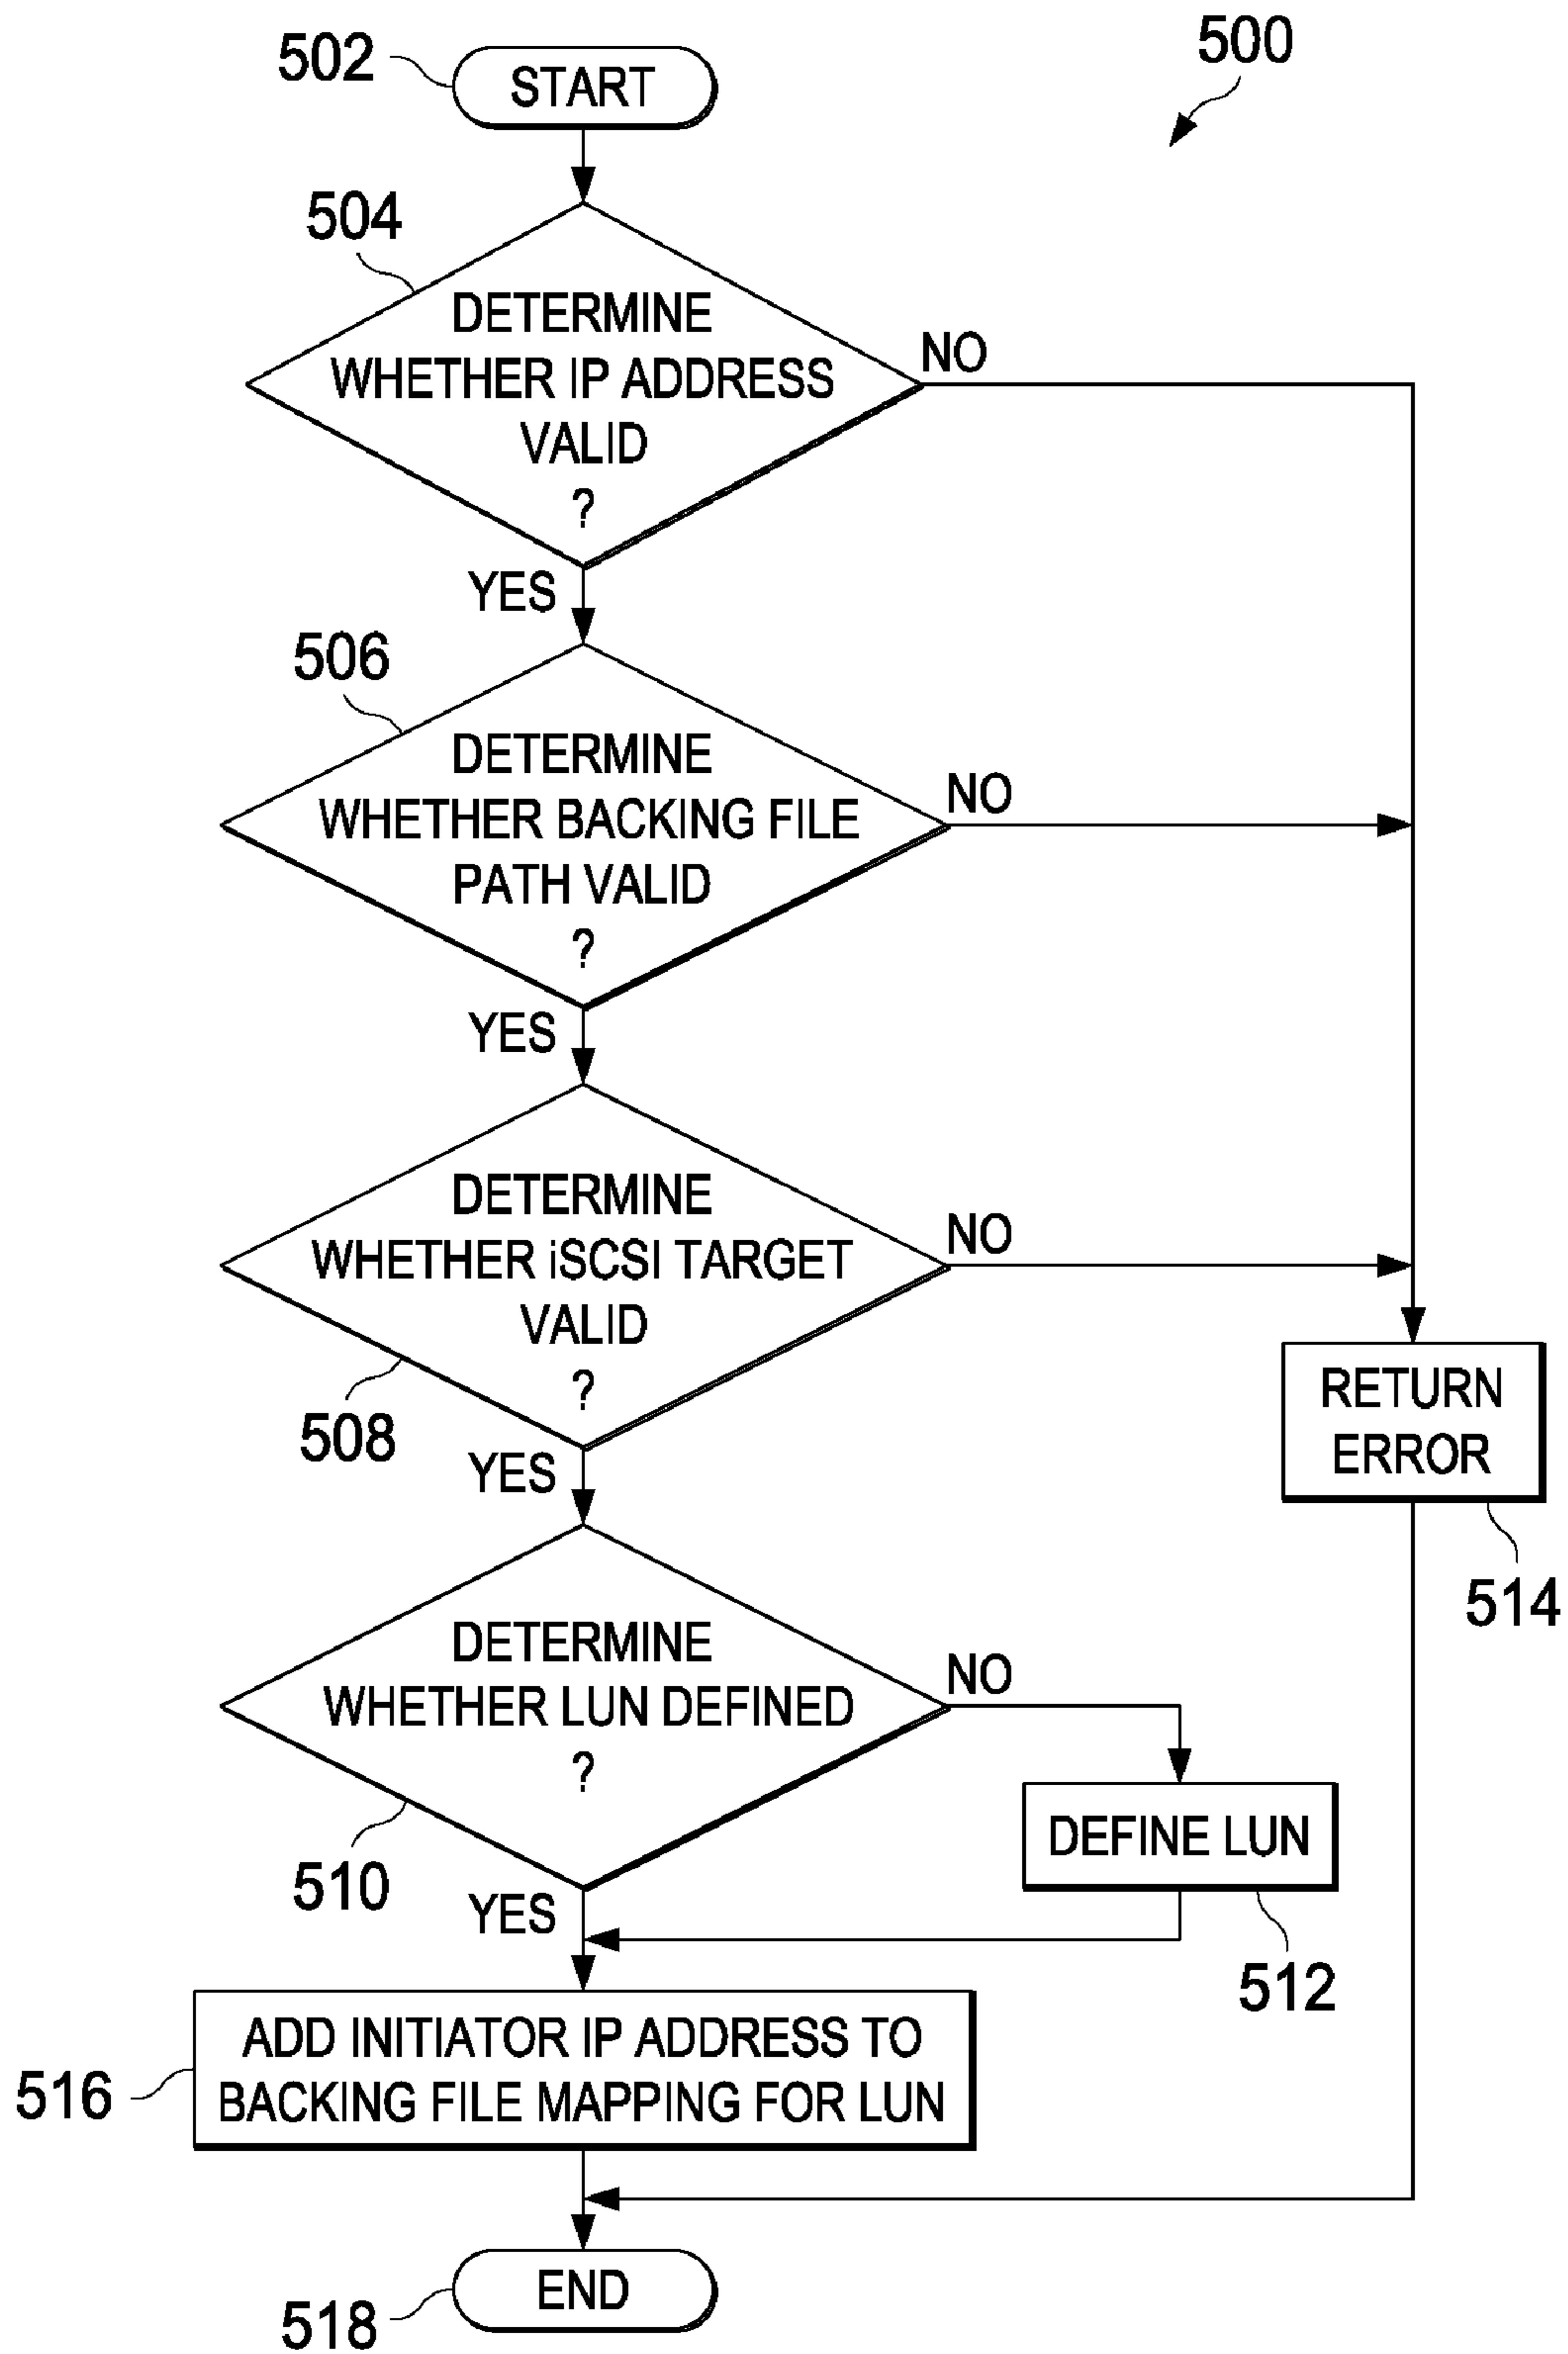 500
502
START
504
DETERMINE
WHETHER IP ADDRESS
VALID
?
NO
YES
506
DETERMINE
WHETHER BACKING FILE
PATH VALID
?
NO
YES
DETERMINE
WHETHER iSCSI TARGET
VALID
?
NO
508
YES
RETURN
ERROR
514
DETERMINE
WHETHER LUN DEFINED
?
NO
510
YES
DEFINE LUN
512
ADD INITIATOR IP ADDRESS TO
BACKING FILE MAPPING FOR LUN
516
END
518